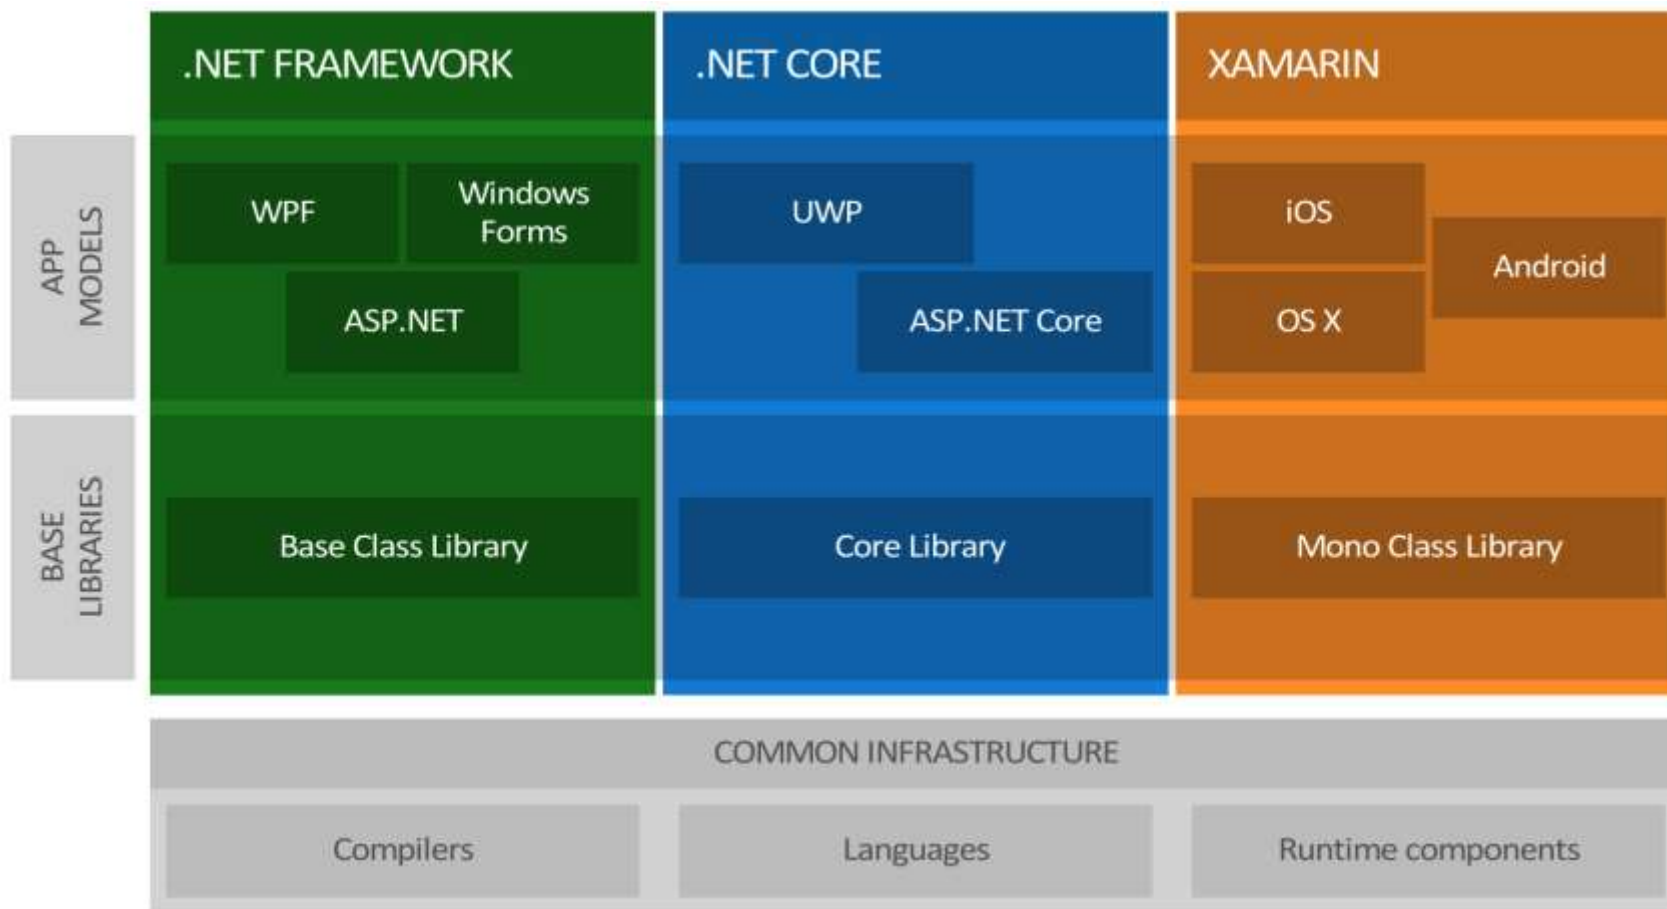 .NET FRAMEWORK
.NET CORE
XAMARIN
APP
MODELS
WPF
Windows
Forms
ASP.NET
UWP
ASP.NET Core
iOS
Android
OS X
BASE
LIBRARIES
Base Class Library
Core Library
Mono Class Library
COMMON INFRASTRUCTURE
Compilers
Languages
Runtime components